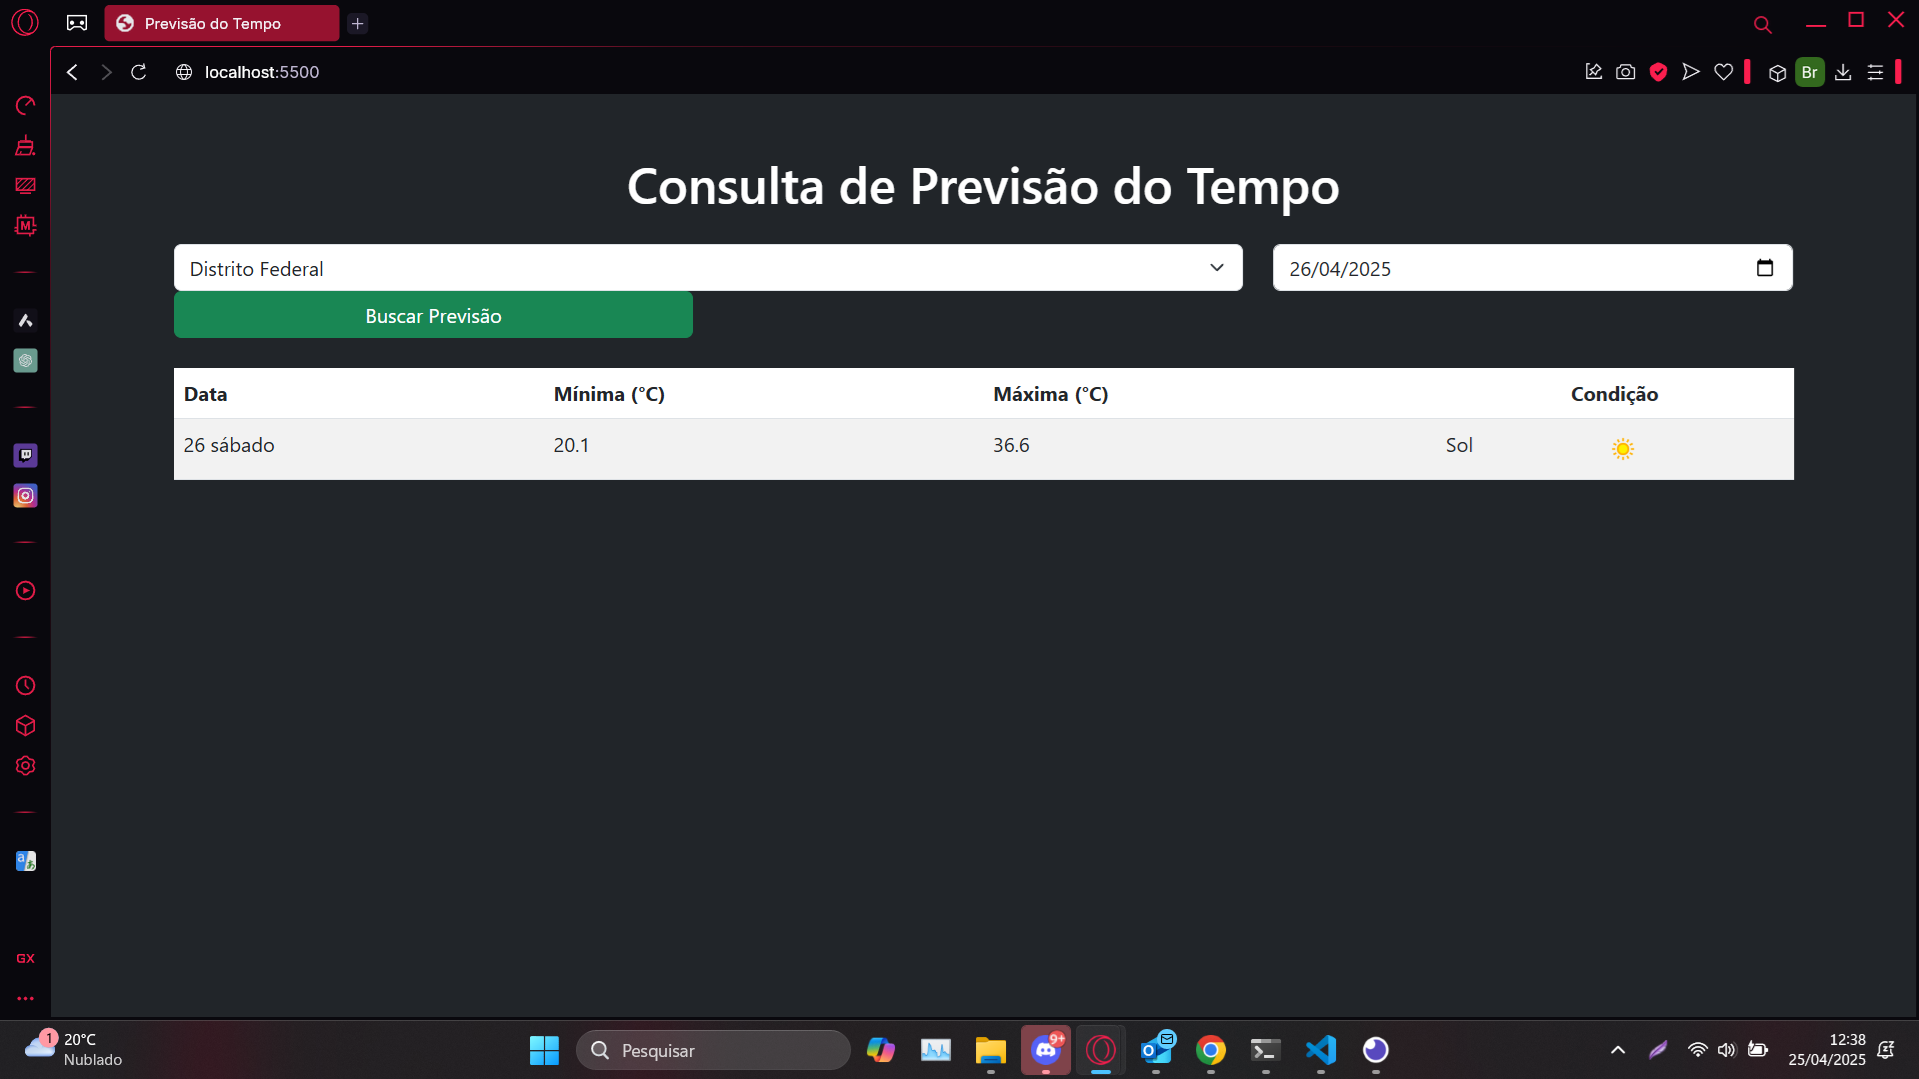 Previsão do Tempo
localhost:5500
Br
M
Consulta de Previsão do Tempo
Distrito Federal
26/04/2025
Buscar Previsão
Data Mínima (°C) Máxima (°C) Condição
26 sábado 20.1 36.6 Sol
GX
1
20°C
Nublado
Pesquisar
9+
12:38
25/04/2025